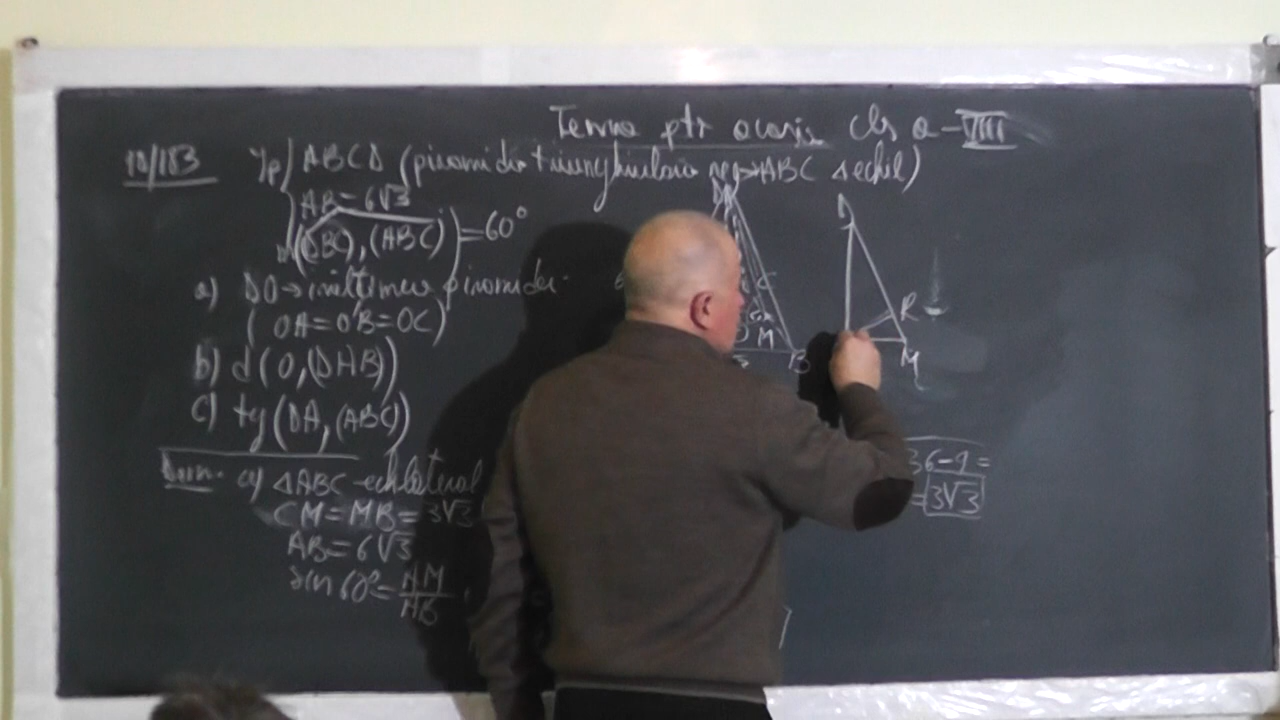 Tema ptr acasă cls a-VIII
10/183 Ip/ ABCD (piramidă triunghiulară reg→ABC echil)
AB=6√3
m((DBC),(ABC))=60°
a) DO→ înălțimea piramidei
(OA=OB=OC)
b) d(O,(DAB))
c) tg(DA,(ABC))
Dem. a) ΔABC-echilateral
CM=MB=3√3
AB=6√3
sin 60°=AM/AB
D
C
M
B
D
R
M
36-9=
=3√3